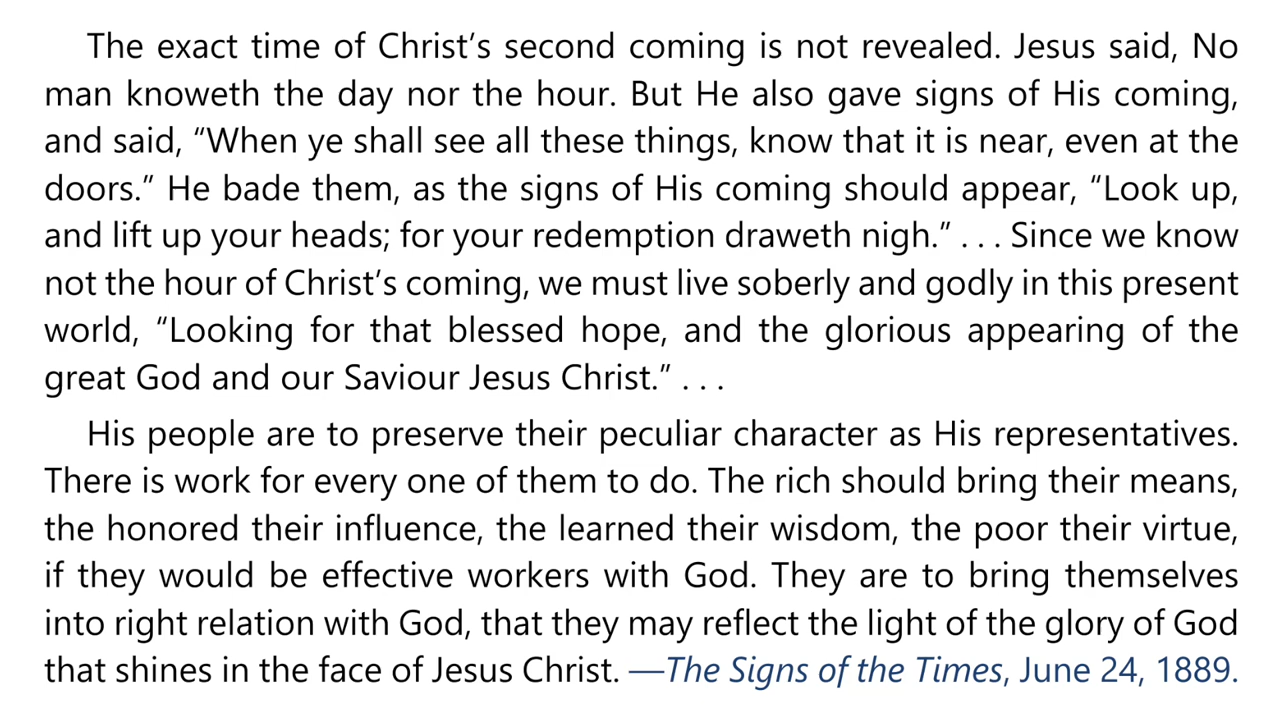 The exact time of Christ’s second coming is not revealed. Jesus said, No
man knoweth the day nor the hour. But He also gave signs of His coming,
and said, “When ye shall see all these things, know that it is near, even at the
doors.” He bade them, as the signs of His coming should appear, “Look up,
and lift up your heads; for your redemption draweth nigh.” . . . Since we know
not the hour of Christ’s coming, we must live soberly and godly in this present
world, “Looking for that blessed hope, and the glorious appearing of the
great God and our Saviour Jesus Christ.” . . .
His people are to preserve their peculiar character as His representatives.
There is work for every one of them to do. The rich should bring their means,
the honored their influence, the learned their wisdom, the poor their virtue,
if they would be effective workers with God. They are to bring themselves
into right relation with God, that they may reflect the light of the glory of God
that shines in the face of Jesus Christ. —The Signs of the Times, June 24, 1889.